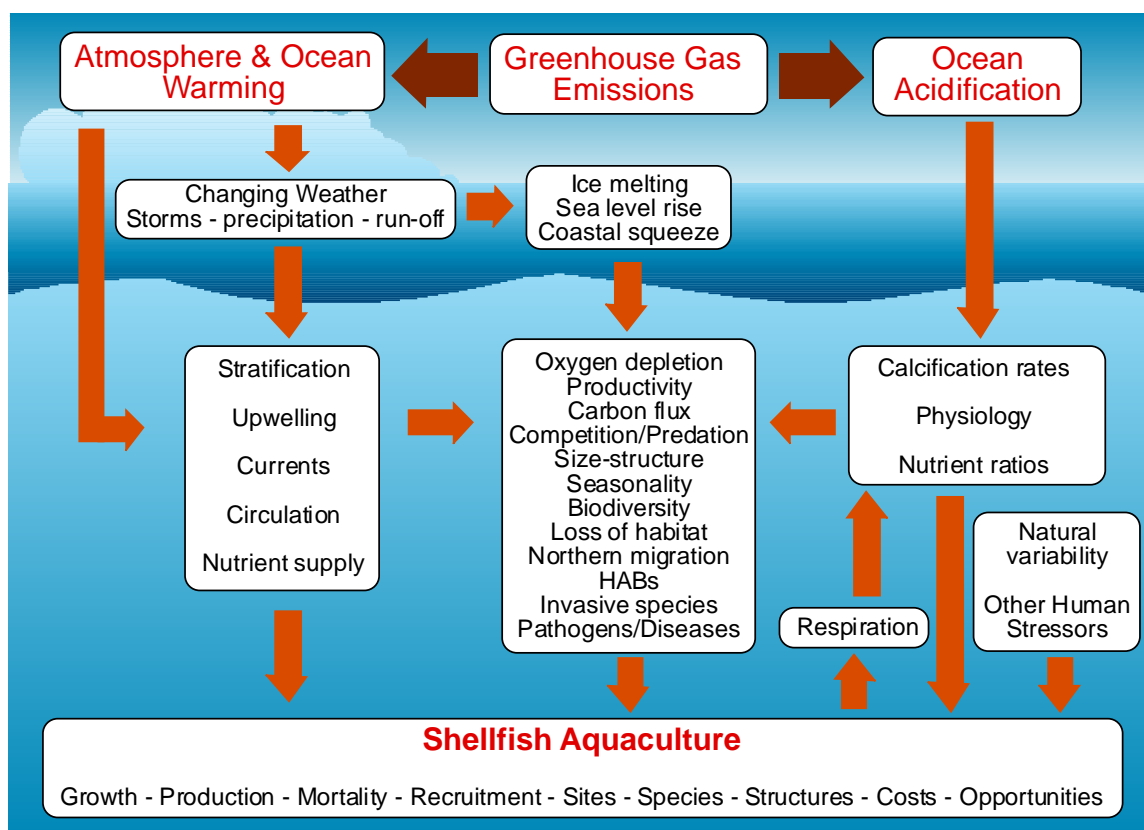 Atmosphere & Ocean
Warming
Greenhouse Gas
Emissions
Ocean
Acidification
Changing Weather
Storms - precipitation - run-off
Ice melting
Sea level rise
Coastal squeeze
Stratification
Upwelling
Currents
Circulation
Nutrient supply
Oxygen depletion
Productivity
Carbon flux
Competition/Predation
Size-structure
Seasonality
Biodiversity
Loss of habitat
Northern migration
HABs
Invasive species
Pathogens/Diseases
Calcification rates
Physiology
Nutrient ratios
Respiration
Natural
variability
Other Human
Stressors
Shellfish Aquaculture
Growth - Production - Mortality - Recruitment - Sites - Species - Structures - Costs - Opportunities